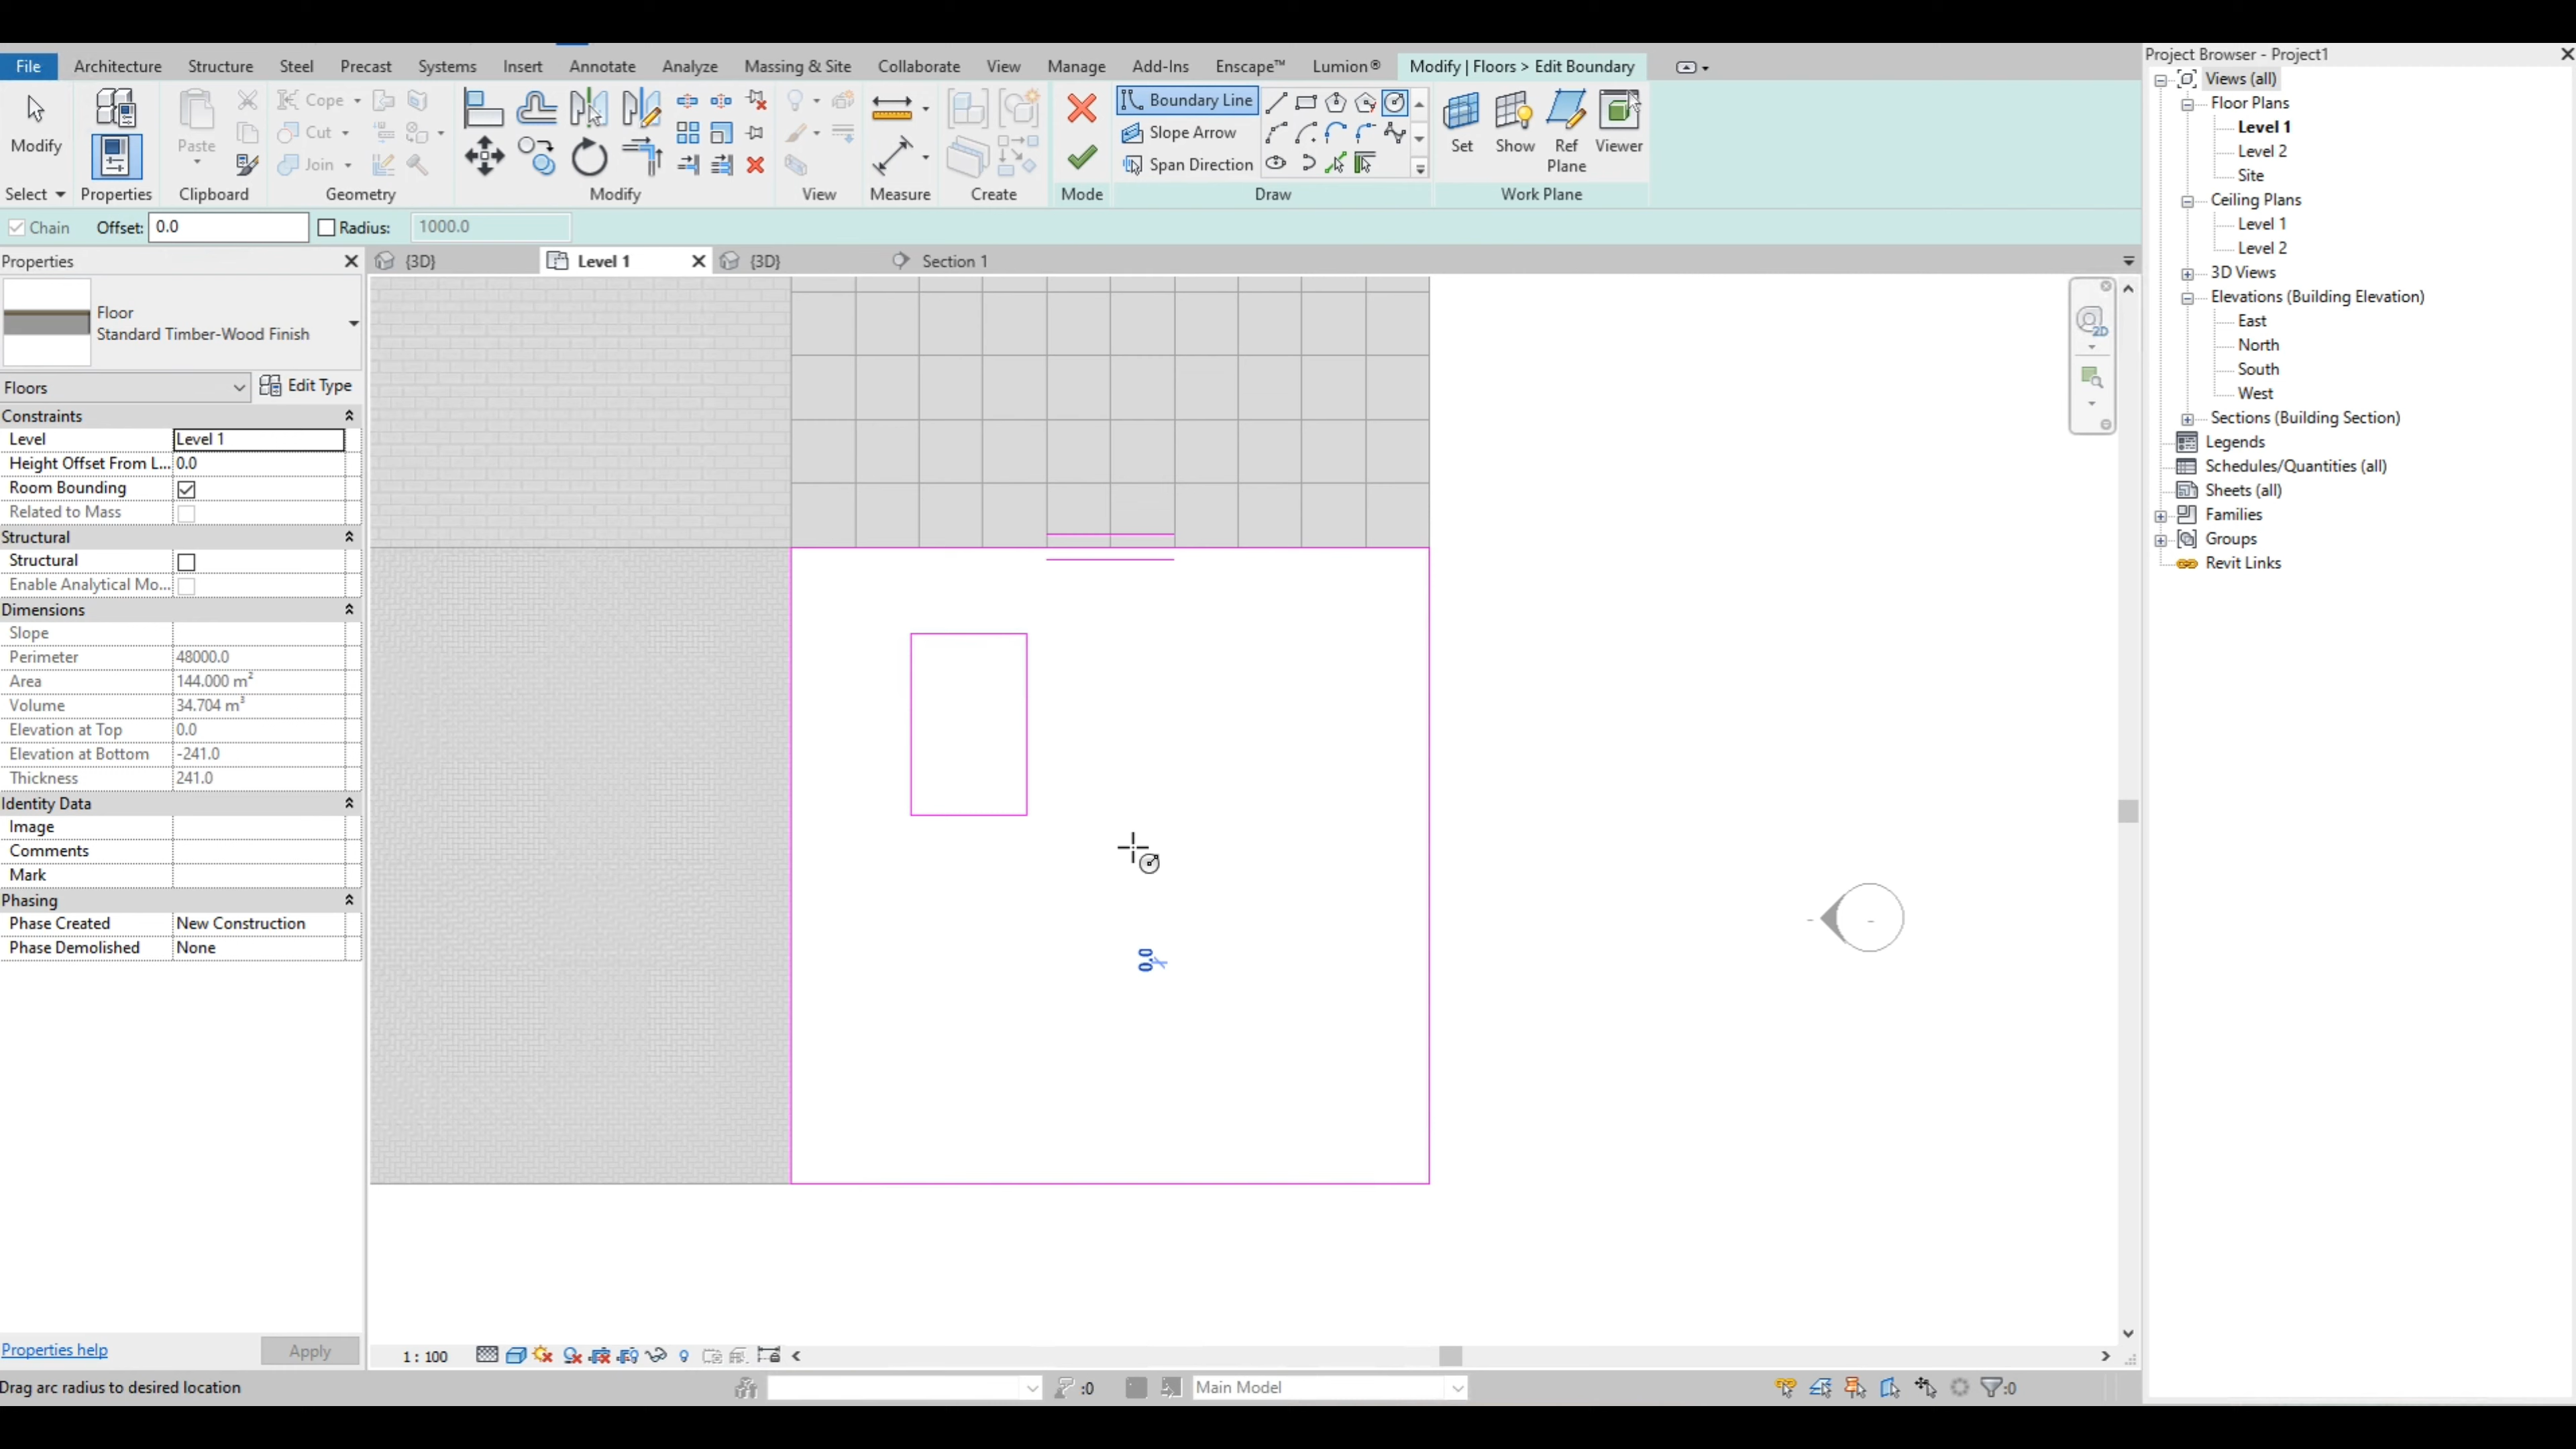 Project Browser - Project1
File Architecture Structure Steel Precast Systems Insert Annotate Analyze Massing & Site Collaborate View Manage Add-Ins Enscape™ Lumion® Modify | Floors > Edit Boundary
Modify
Select
Properties
Paste
Clipboard
Cope
Cut
Join
Geometry
Modify
View
Measure
Create
Mode
Boundary Line
Slope Arrow
Span Direction
Draw
Set
Show
Ref
Plane
Viewer
Work Plane
Chain Offset: 0.0 Radius: 1000.0
Properties
{3D}
Level 1
{3D}
Section 1
2D
Floor
Standard Timber-Wood Finish
Floors Edit Type
Constraints
Level Level 1
Height Offset From L... 0.0
Room Bounding
Related to Mass
Structural
Structural
Enable Analytical Mo...
Dimensions
Slope
Perimeter 48000.0
Area 144.000 m²
Volume 34.704 m³
Elevation at Top 0.0
Elevation at Bottom -241.0
Thickness 241.0
Identity Data
Image
Comments
Mark
Phasing
Phase Created New Construction
Phase Demolished None
Properties help Apply
1 : 100
Drag arc radius to desired location
:0
Main Model
:0
Views (all)
Floor Plans
Level 1
Level 2
Site
Ceiling Plans
Level 1
Level 2
3D Views
Elevations (Building Elevation)
East
North
South
West
Sections (Building Section)
Legends
Schedules/Quantities (all)
Sheets (all)
Families
Groups
Revit Links